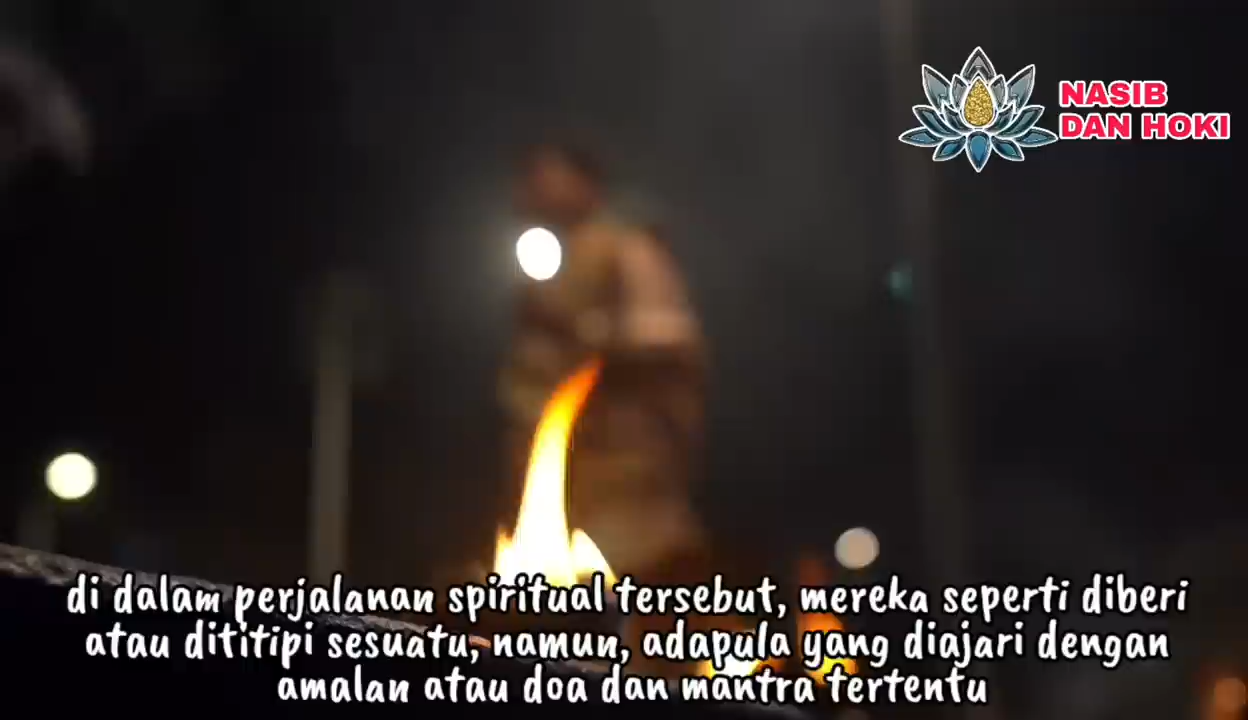 NASIB
DAN HOKI
di dalam perjalanan spiritual tersebut, mereka seperti diberi
atau dititipi sesuatu, namun, adapula yang diajari dengan
amalan atau doa dan mantra tertentu